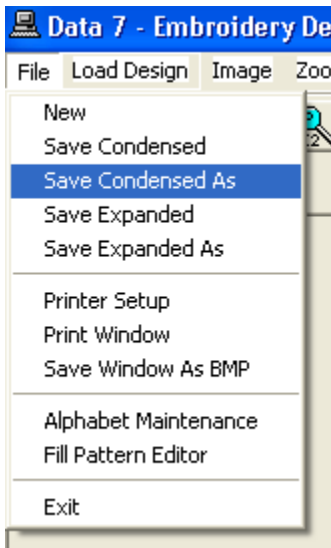 Data 7 - Embroidery De
File Load Design Image Zoo
New
Save Condensed
Save Condensed As
Save Expanded
Save Expanded As
Printer Setup
Print Window
Save Window As BMP
Alphabet Maintenance
Fill Pattern Editor
Exit